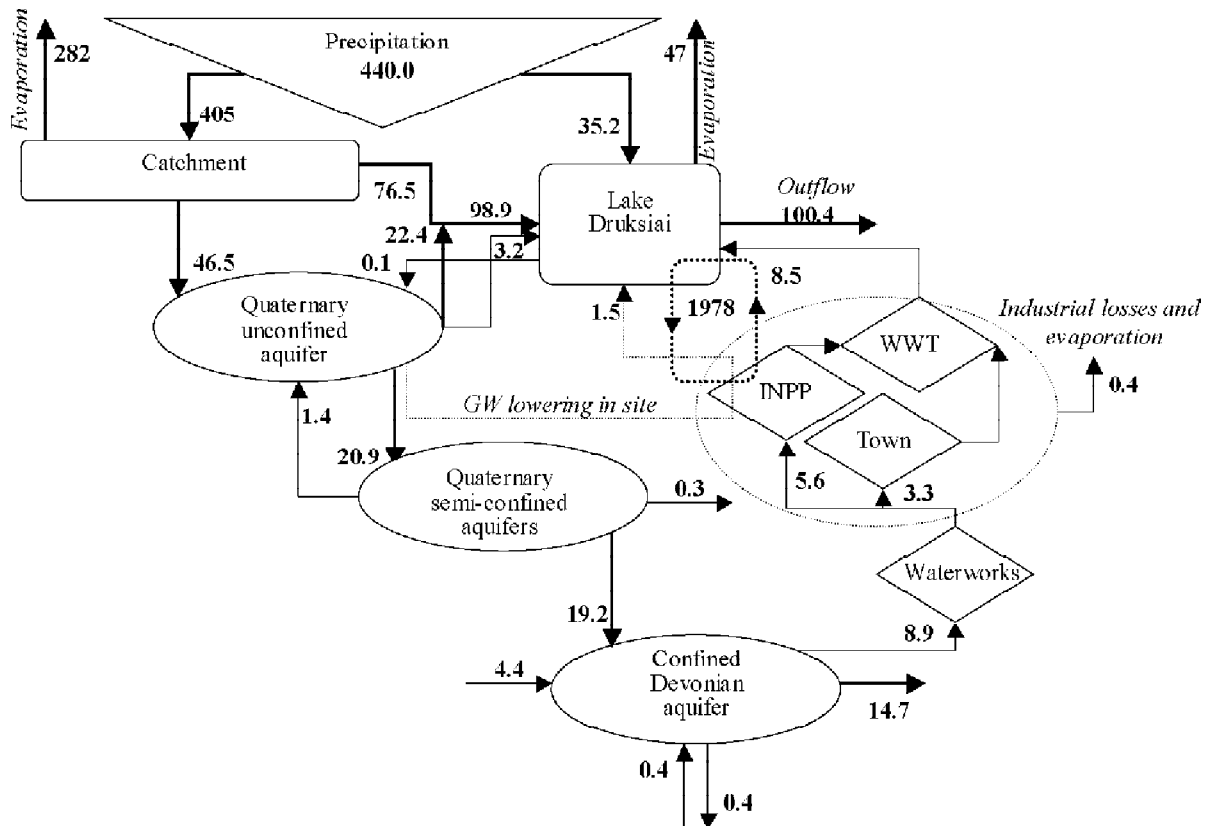 Evaporation
282
Precipitation
440.0
47
Evaporation
405
35.2
Catchment
76.5
Lake
Druksiai
Outflow
100.4
98.9
22.4
3.2
46.5
0.1
8.5
1.5
1978
Quaternary
unconfined
aquifer
Industrial losses and
evaporation
0.4
WWT
INPP
Town
GW lowering in site
1.4
20.9
5.6
3.3
Quaternary
semi-confined
aquifers
0.3
Waterworks
19.2
8.9
4.4
Confined
Devonian
aquifer
14.7
0.4
0.4